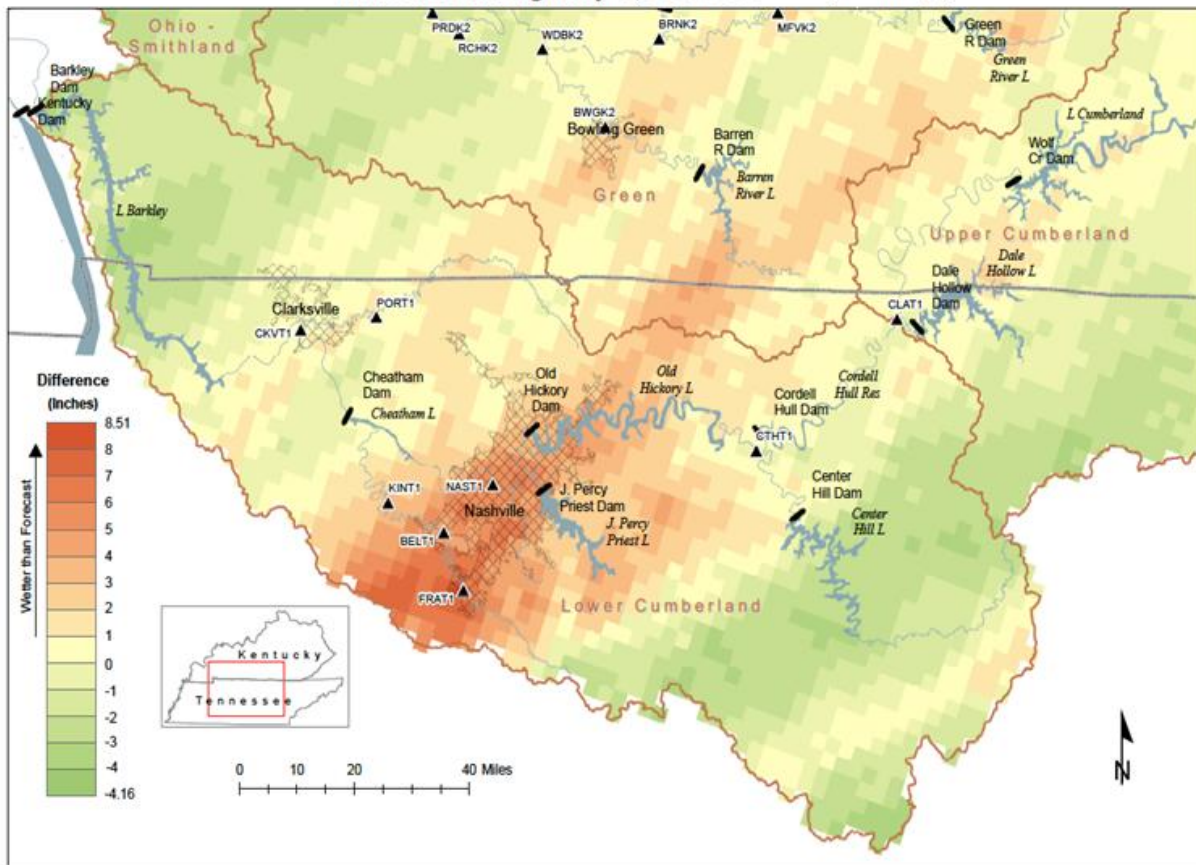 Ohio -
Smithland
PRDK2
RCHK2
WDBK2
BRNK2
MFVK2
Green
R Dam
Green
River L
Barkley
Dam
Kentucky
Dam
BWGK2
Bowling Green
Barren
R Dam
Barren
River L
L Cumberland
Wolf
Cr Dam
L Barkley
Green
Upper Cumberland
Dale
Hollow L
Dale
Hollow
Dam
CLAT1
Clarksville
PORT1
CKVT1
Cheatham
Dam
Cheatham L
Old
Hickory
Dam
Old
Hickory L
Cordell
Hull Dam
Cordell
Hull Res
CTHT1
Center
Hill Dam
Center
Hill L
KINT1
NAST1
Nashville
J. Percy
Priest Dam
J. Percy
Priest L
BELT1
FRAT1
Lower Cumberland
Difference
(Inches)
Wetter than Forecast
8.51
8
7
6
5
4
3
2
1
0
-1
-2
-3
-4
-4.16
Kentucky
Tennessee
0 10 20 40 Miles
N